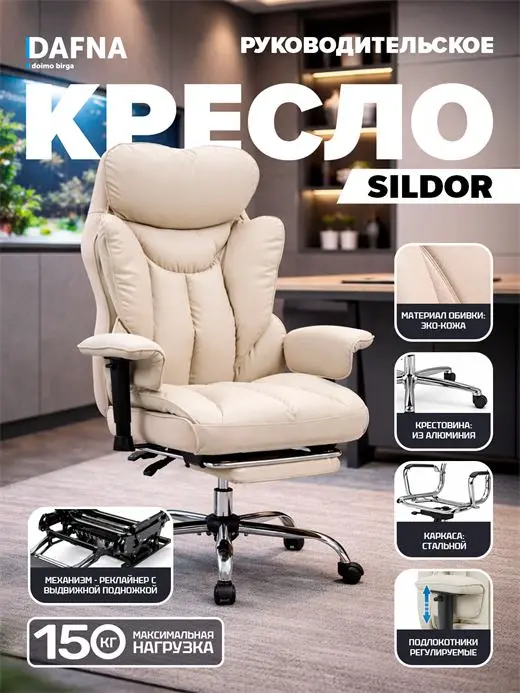 DAFNA
doimo birga
РУКОВОДИТЕЛЬСКОЕ
КРЕСЛО
SILDOR
МАТЕРИАЛ ОБИВКИ:
ЭКО-КОЖА
КРЕСТОВИНА:
ИЗ АЛЮМИНИЯ
КАРКАСА:
СТАЛЬНОЙ
МЕХАНИЗМ - РЕКЛАЙНЕР С
ВЫДВИЖНОЙ ПОДНОЖКОЙ
150 КГ
МАКСИМАЛЬНАЯ
НАГРУЗКА
ПОДЛОКОТНИКИ
РЕГУЛИРУЕМЫЕ